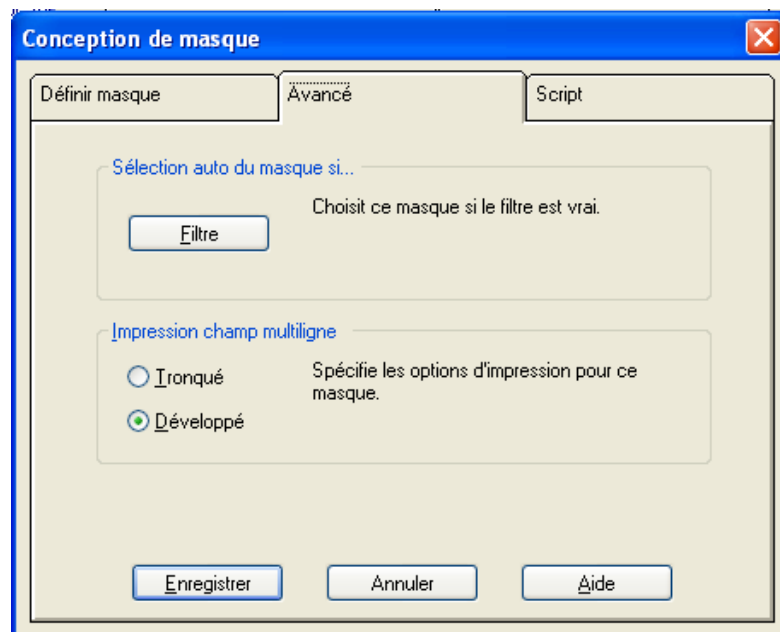 Conception de masque
Définir masque
Avancé
Script
Sélection auto du masque si...
Filtre
Choisit ce masque si le filtre est vrai.
Impression champ multiligne
Tronqué
Développé
Spécifie les options d'impression pour ce
masque.
Enregistrer
Annuler
Aide